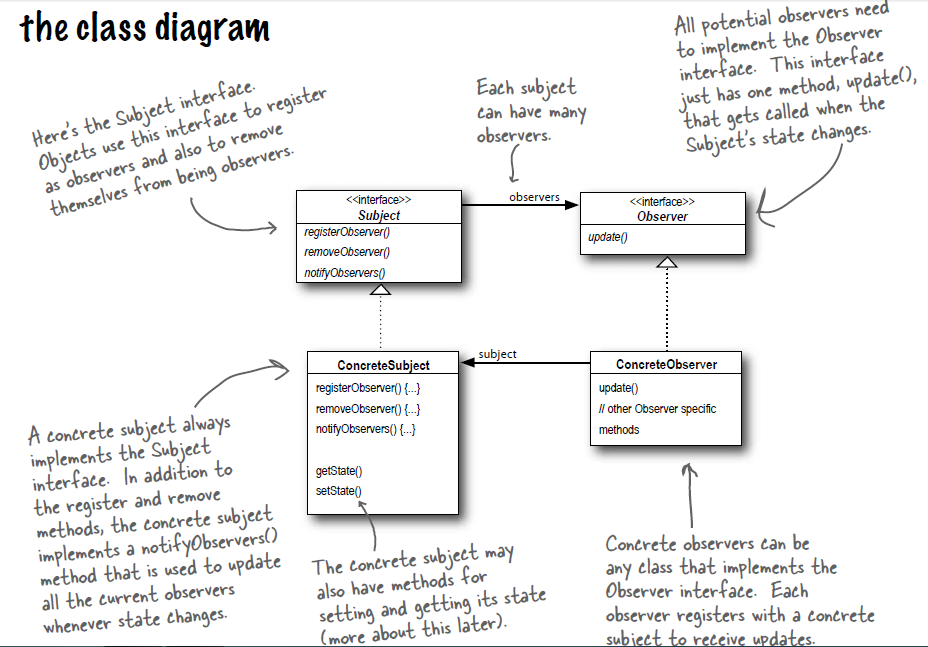 the class diagram
All potential observers need
to implement the Observer
interface. This interface
just has one method, update(),
that gets called when the
Subject's state changes.
Each subject
can have many
observers.
Here's the Subject interface.
Objects use this interface to register
as observers and also to remove
themselves from being observers.
<<interface>>
Subject
registerObserver()
removeObserver()
notifyObservers()
observers
<<interface>>
Observer
update()
ConcreteSubject
registerObserver() {...}
removeObserver() {...}
notifyObservers() {...}
getState()
setState()
subject
ConcreteObserver
update()
// other Observer specific
methods
A concrete subject always
implements the Subject
interface. In addition to
the register and remove
methods, the concrete subject
implements a notifyObservers()
method that is used to update
all the current observers
whenever state changes.
The concrete subject may
also have methods for
setting and getting its state
(more about this later).
Concrete observers can be
any class that implements the
Observer interface. Each
observer registers with a concrete
subject to receive updates.